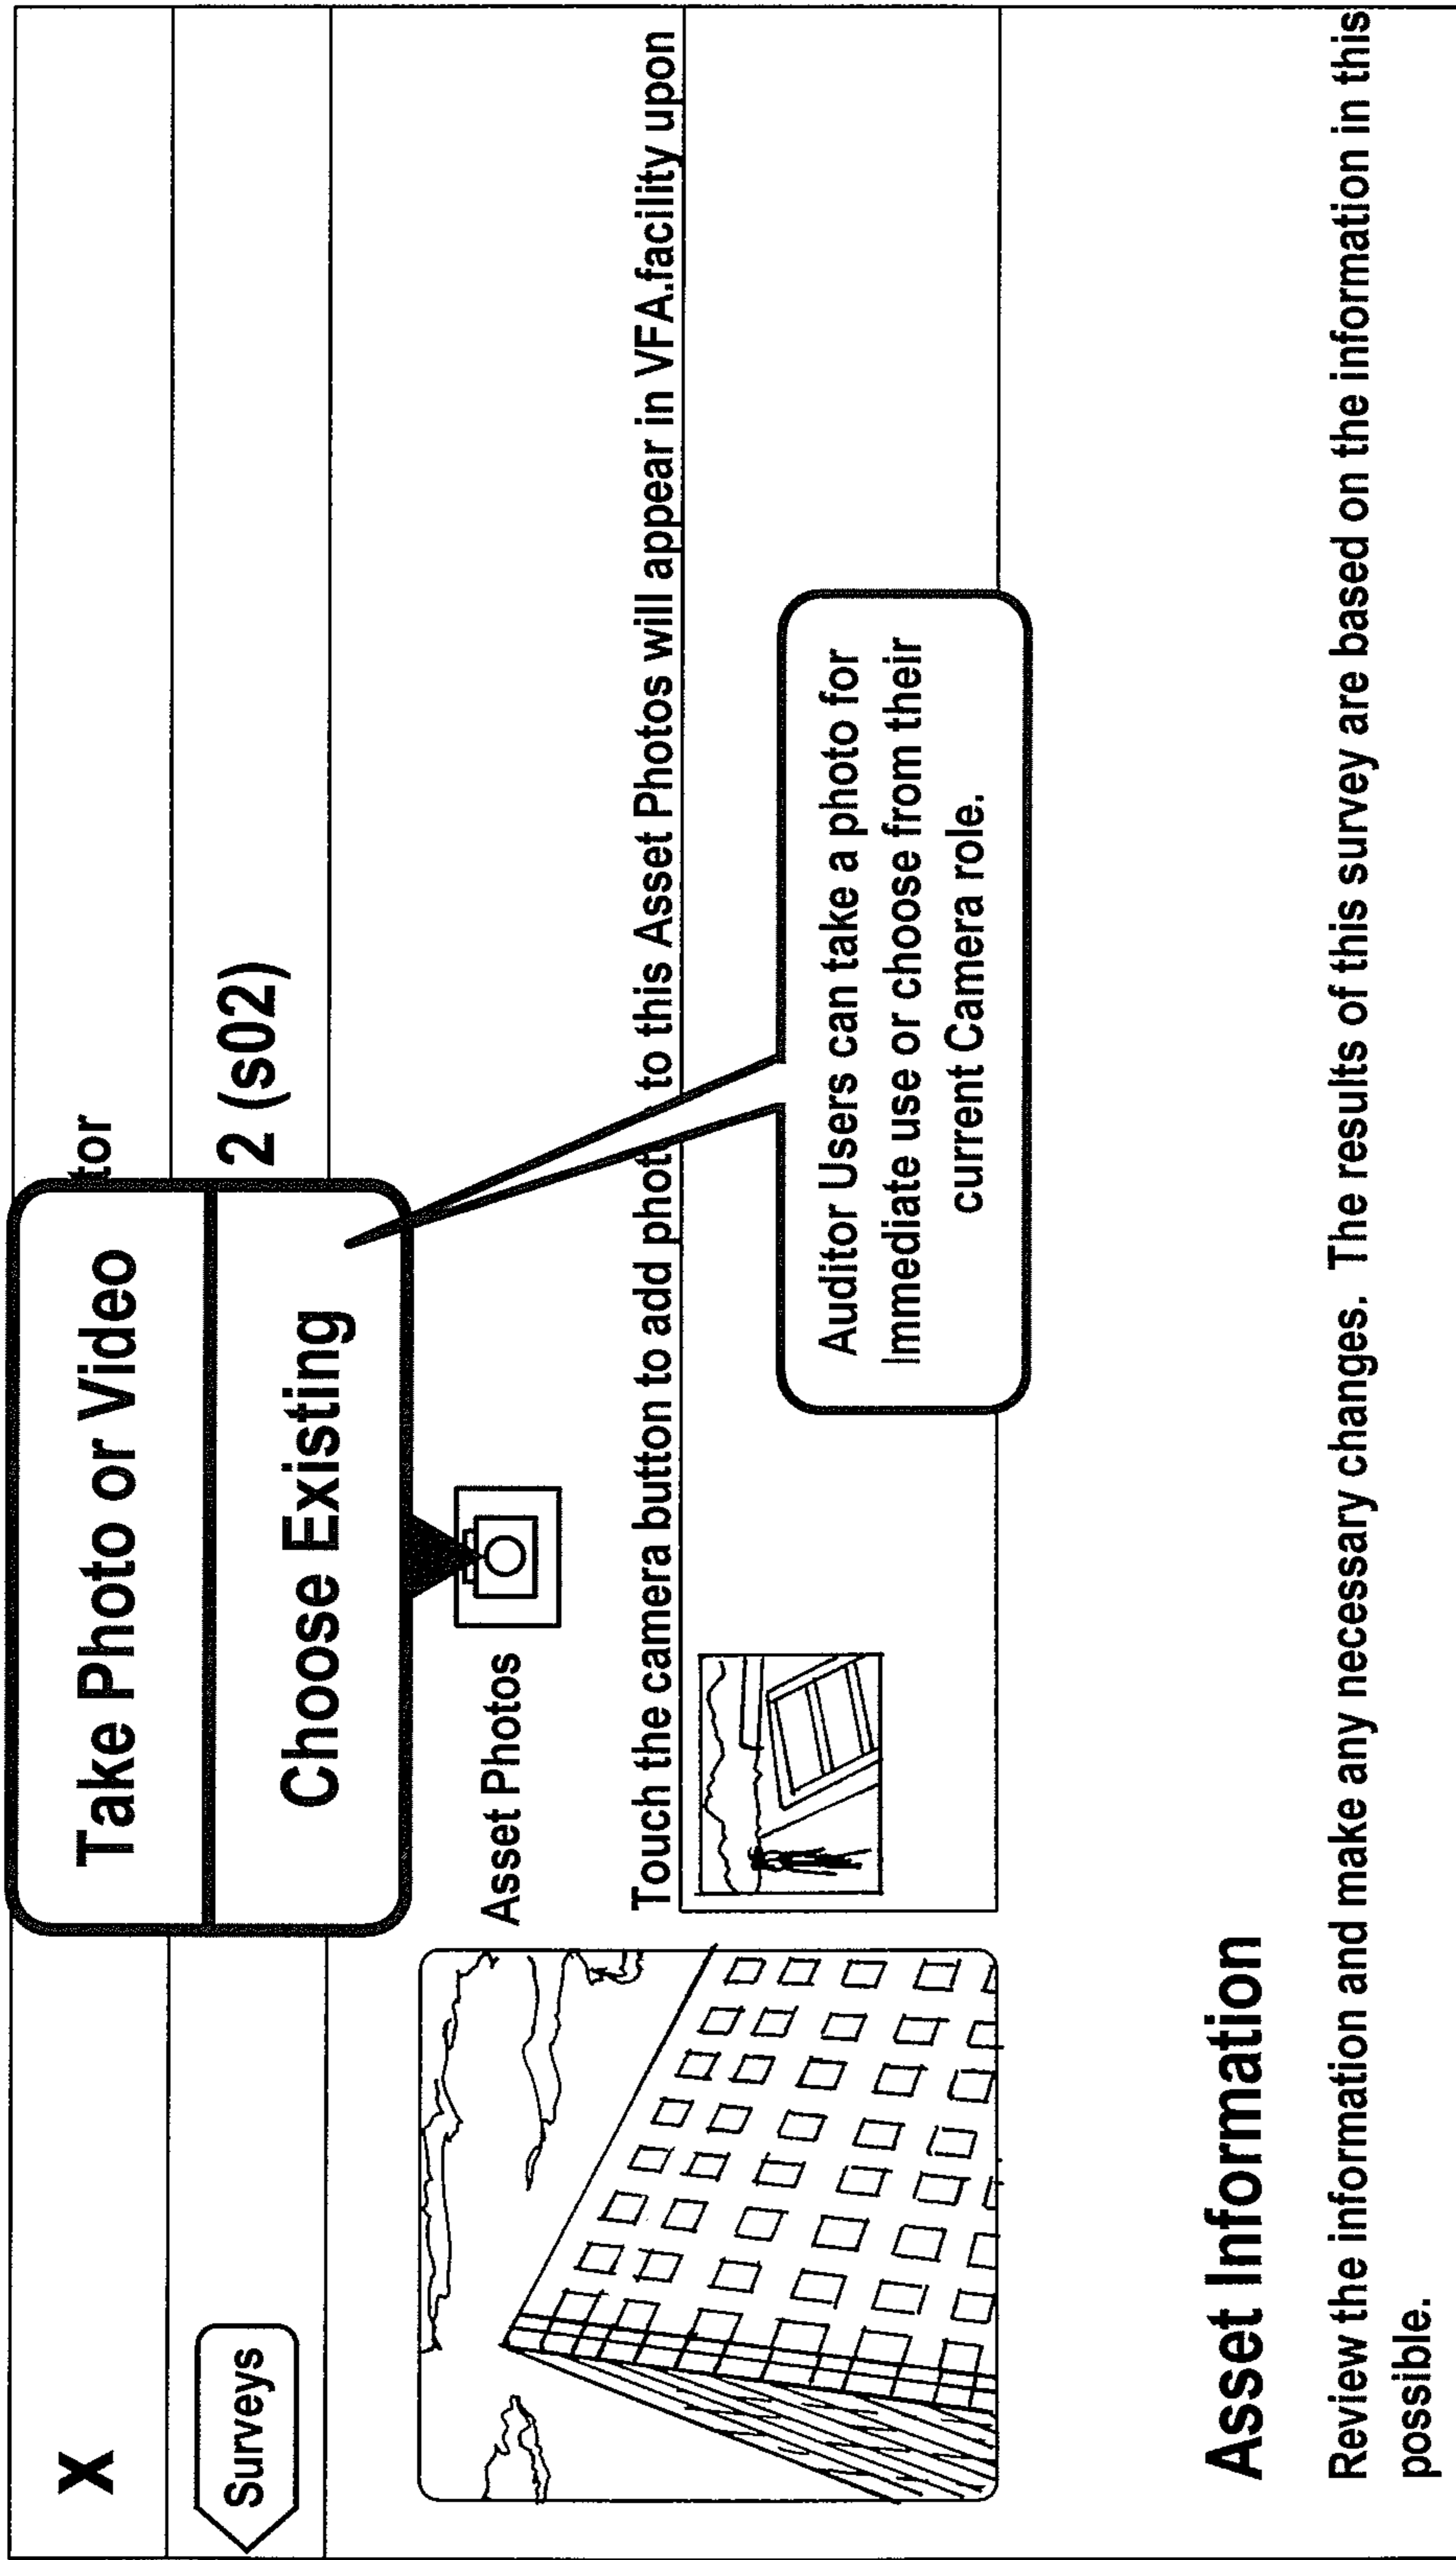 X
tor
Surveys
2 (s02)
Take Photo or Video
Choose Existing
Asset Photos
Touch the camera button to add phot to this Asset Photos will appear in VFA.facility upon
Auditor Users can take a photo for
Immediate use or choose from their
current Camera role.
Asset Information
Review the information and make any necessary changes. The results of this survey are based on the information in this
possible.